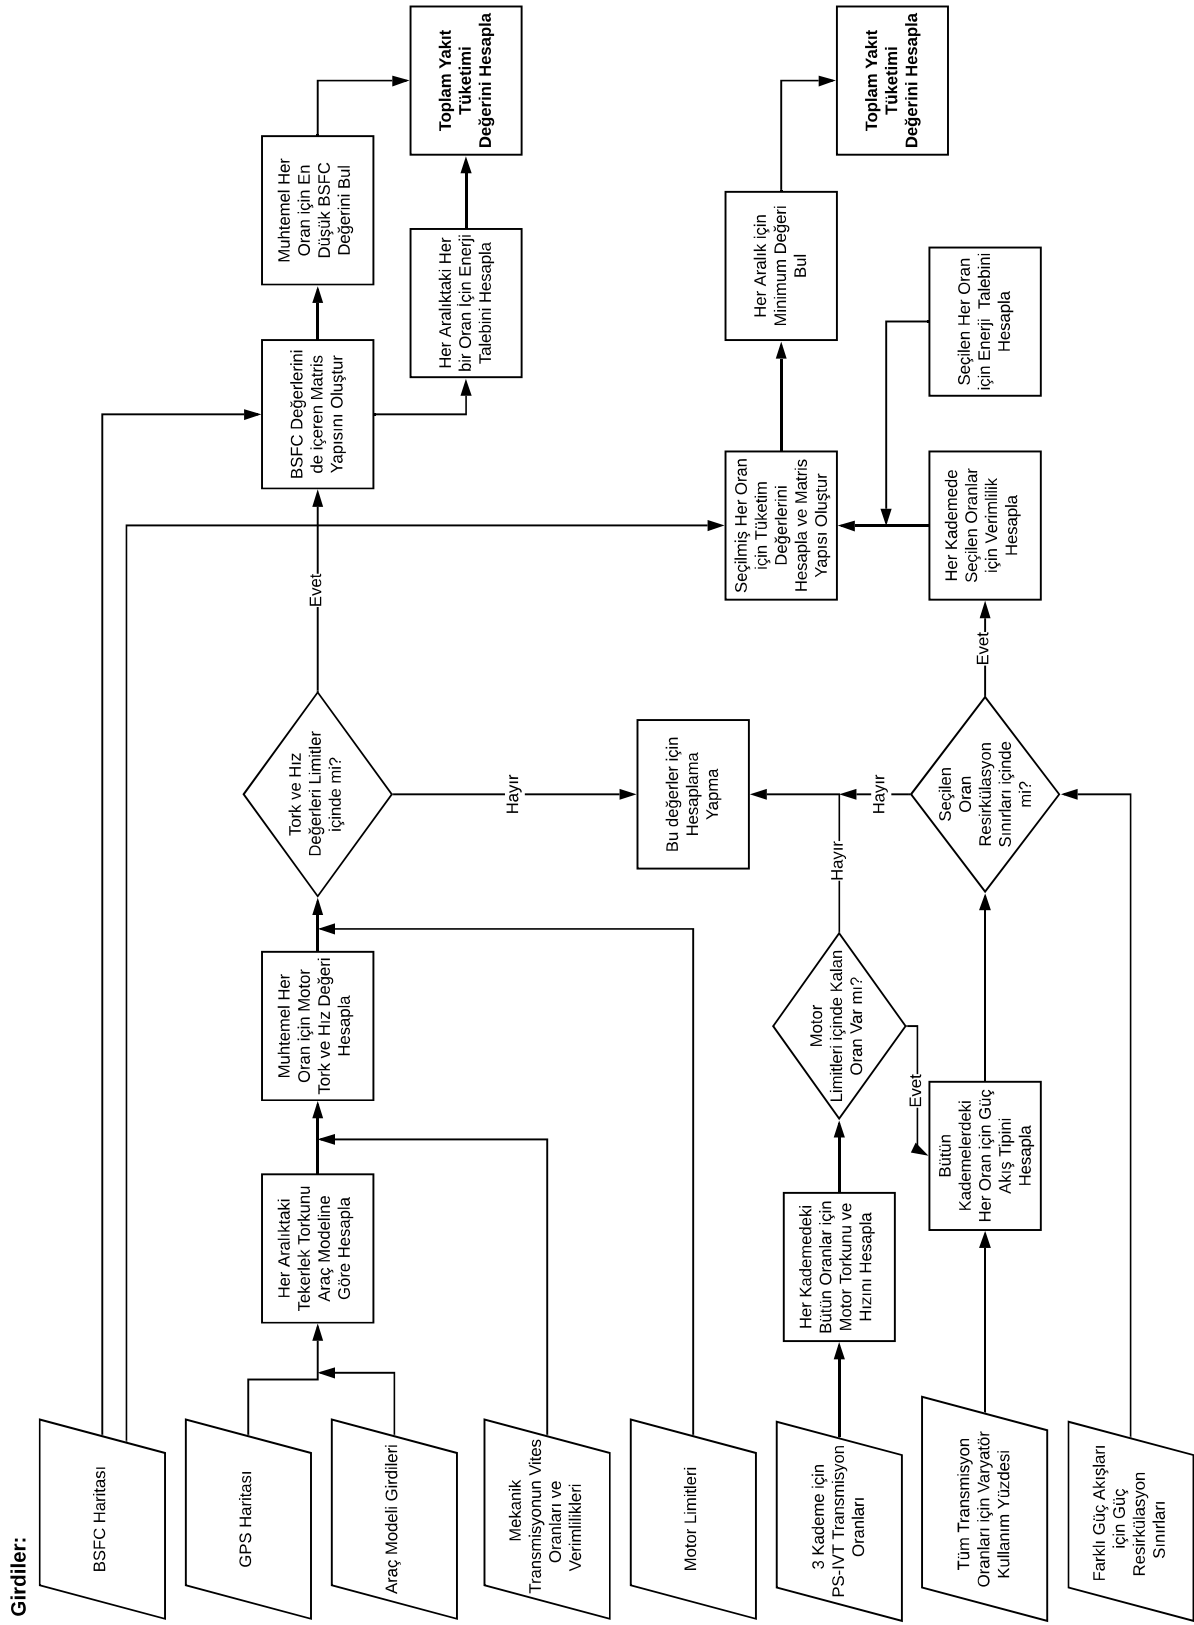 Girdiler:
BSFC Haritası
GPS Haritası
Araç Modeli Girdileri
Mekanik
Transmisyonun Vites
Oranları ve
Verimlilikleri
Motor Limitleri
3 Kademe için
PS-IVT Transmisyon
Oranları
Tüm Transmisyon
Oranları için Varyatör
Kullanım Yüzdesi
Farklı Güç Akışları
için Güç
Resirkülasyon
Sınırları
Her Aralıktaki
Tekerlek Torkunu
Araç Modeline
Göre Hesapla
Muhtemel Her
Oran için Motor
Tork ve Hız Değeri
Hesapla
Tork ve Hız
Değerleri Limitler
içinde mi?
Evet
Hayır
BSFC Değerlerini
de içeren Matris
Yapısını Oluştur
Muhtemel Her
Oran için En
Düşük BSFC
Değerini Bul
Her Aralıktaki Her
bir Oran İçin Enerji
Talebini Hesapla
Toplam Yakıt
Tüketimi
Değerini Hesapla
Bu değerler için
Hesaplama
Yapma
Her Kademedeki
Bütün Oranlar için
Motor Torkunu ve
Hızını Hesapla
Motor
Limitleri içinde Kalan
Oran Var mı?
Hayır
Evet
Bütün
Kademelerdeki
Her Oran için Güç
Akış Tipini
Hesapla
Seçilen
Oran
Resirkülasyon
Sınırları içinde
mi?
Hayır
Evet
Her Kademede
Seçilen Oranlar
için Verimlilik
Hesapla
Seçilen Her Oran
için Enerji  Talebini
Hesapla
Seçilmiş Her Oran
için Tüketim
Değerlerini
Hesapla ve Matris
Yapısı Oluştur
Her Aralık için
Minimum Değeri
Bul
Toplam Yakıt
Tüketimi
Değerini Hesapla